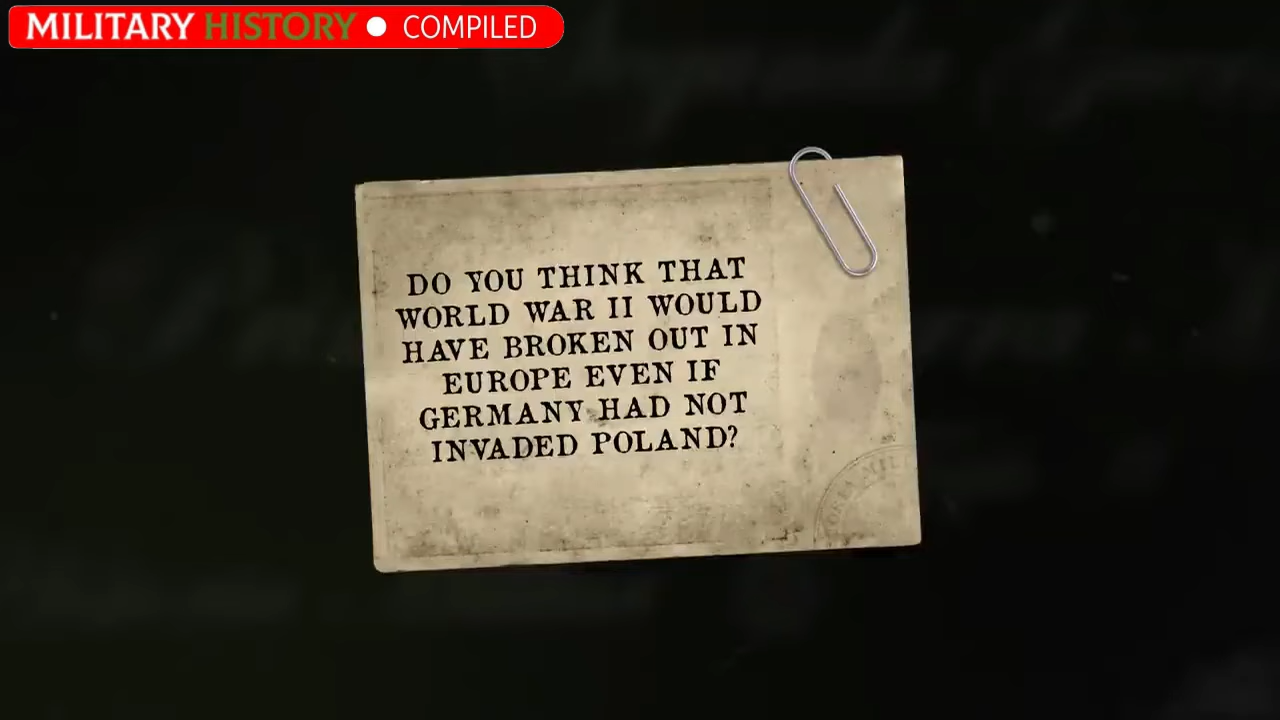 MILITARY HISTORY COMPILED
DO YOU THINK THAT
WORLD WAR II WOULD
HAVE BROKEN OUT IN
EUROPE EVEN IF
GERMANY HAD NOT
INVADED POLAND?